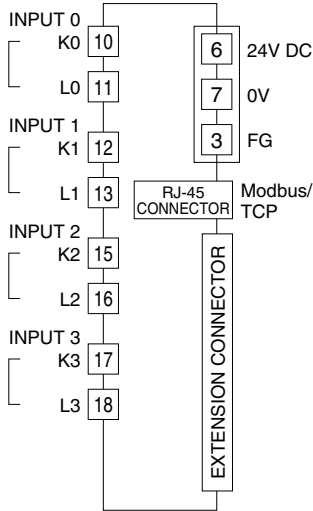 INPUT 0
K0 10
L0 11
INPUT 1
K1 12
L1 13
INPUT 2
K2 15
L2 16
INPUT 3
K3 17
L3 18
6 24V DC
7 0V
3 FG
RJ-45
CONNECTOR
Modbus/
TCP
EXTENSION CONNECTOR